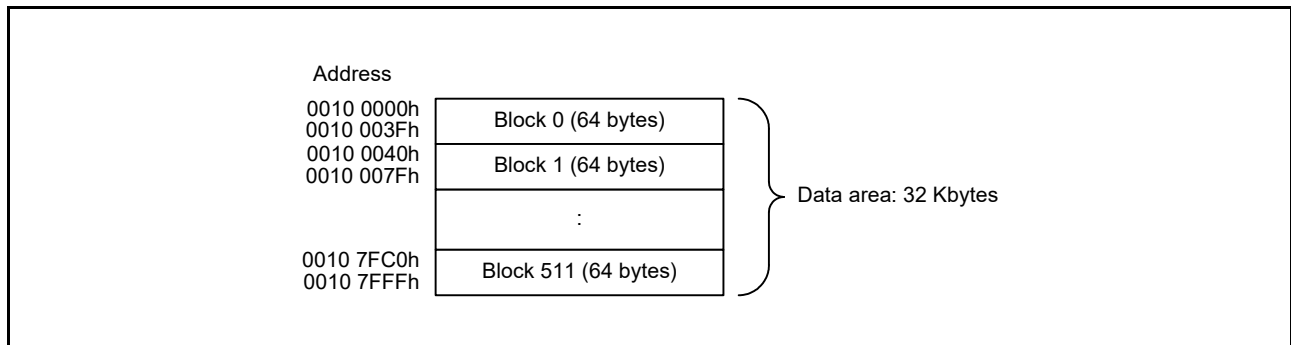 Address
0010 0000h
0010 003Fh
Block 0 (64 bytes)
0010 0040h
0010 007Fh
Block 1 (64 bytes)
:
0010 7FC0h
0010 7FFFh
Block 511 (64 bytes)
Data area: 32 Kbytes